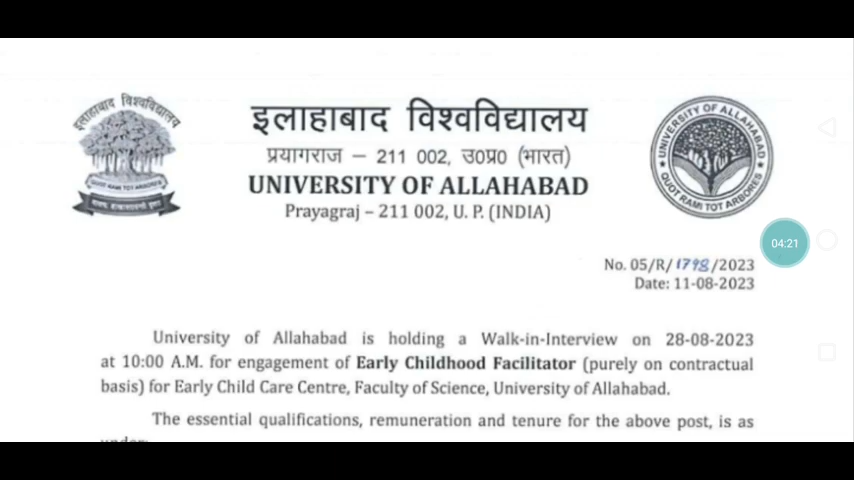 इलाहाबाद विश्वविद्यालय
इलाहाबाद विश्वविद्यालय
प्रयागराज – 211 002, उ०प्र० (भारत)
UNIVERSITY OF ALLAHABAD
Prayagraj – 211 002, U. P. (INDIA)
QUOT RAMI TOT ARBORES
UNIVERSITY OF ALLAHABAD
QUOT RAMI TOT ARBORES
04:21
No. 05/R/1798/2023
Date: 11-08-2023
University of Allahabad is holding a Walk-in-Interview on 28-08-2023
at 10:00 A.M. for engagement of Early Childhood Facilitator (purely on contractual
basis) for Early Child Care Centre, Faculty of Science, University of Allahabad.
The essential qualifications, remuneration and tenure for the above post, is as
under: